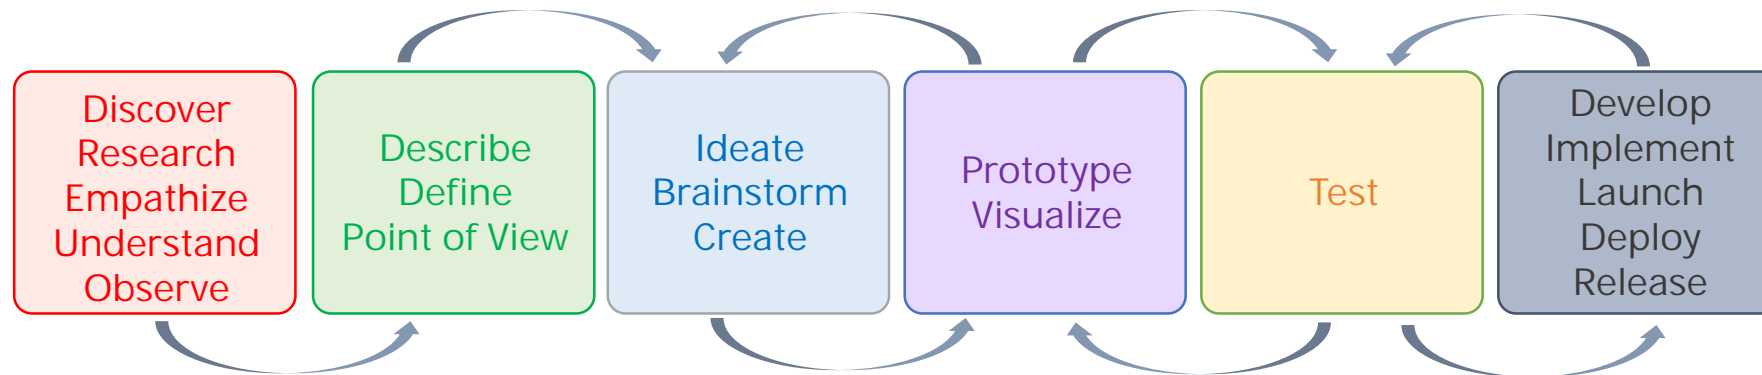 Discover
Research
Empathize
Understand
Observe
Describe
Define
Point of View
Ideate
Brainstorm
Create
Prototype
Visualize
Test
Develop
Implement
Launch
Deploy
Release